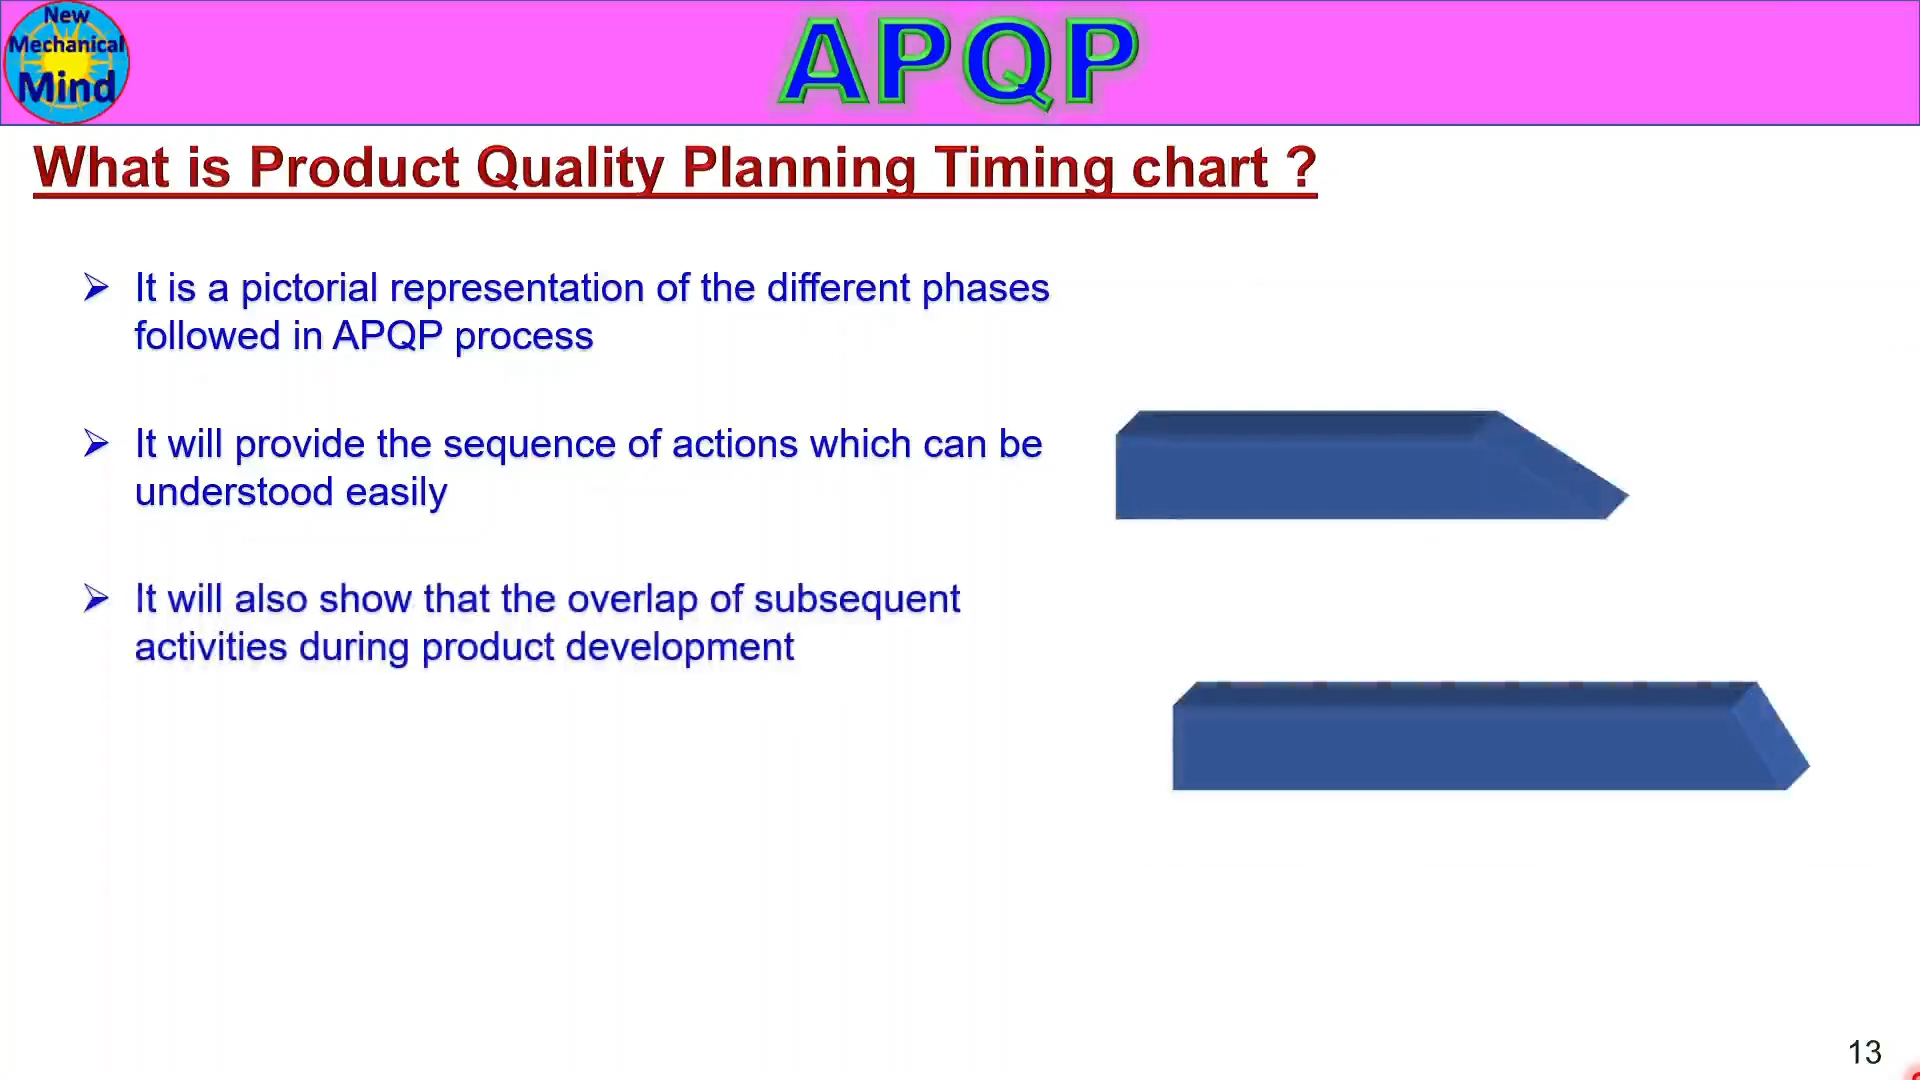 New
Mechanical
Mind
APQP
What is Product Quality Planning Timing chart ?
It is a pictorial representation of the different phases
followed in APQP process
It will provide the sequence of actions which can be
understood easily
It will also show that the overlap of subsequent
activities during product development
13